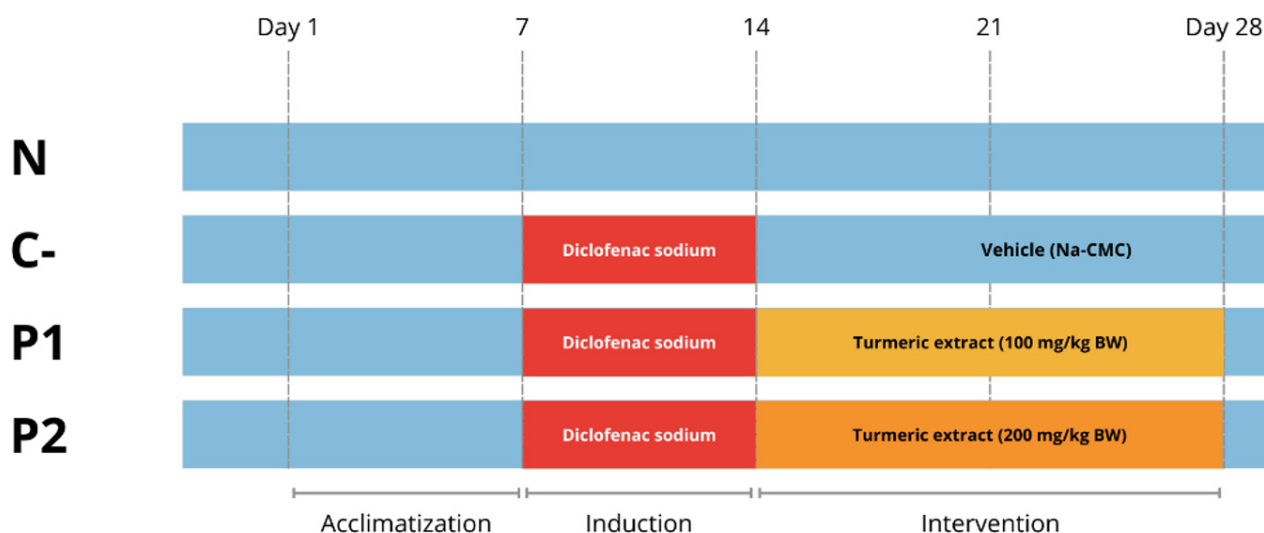 Day 1 7 14 21 Day 28
N
C- Diclofenac sodium Vehicle (Na-CMC)
P1 Diclofenac sodium Turmeric extract (100 mg/kg BW)
P2 Diclofenac sodium Turmeric extract (200 mg/kg BW)
Acclimatization Induction Intervention